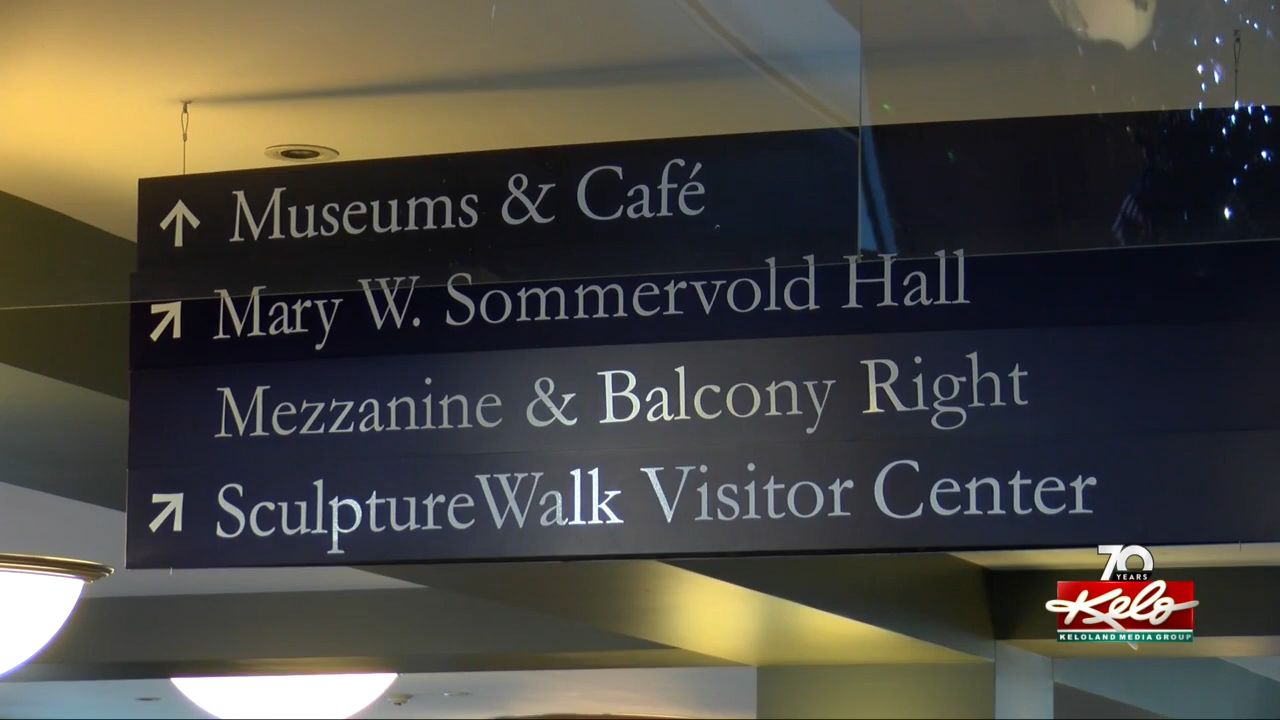 Museums & Café
Mary W. Sommervold Hall
Mezzanine & Balcony Right
SculptureWalk Visitor Center
70
YEARS
Kelo
KELOLAND MEDIA GROUP